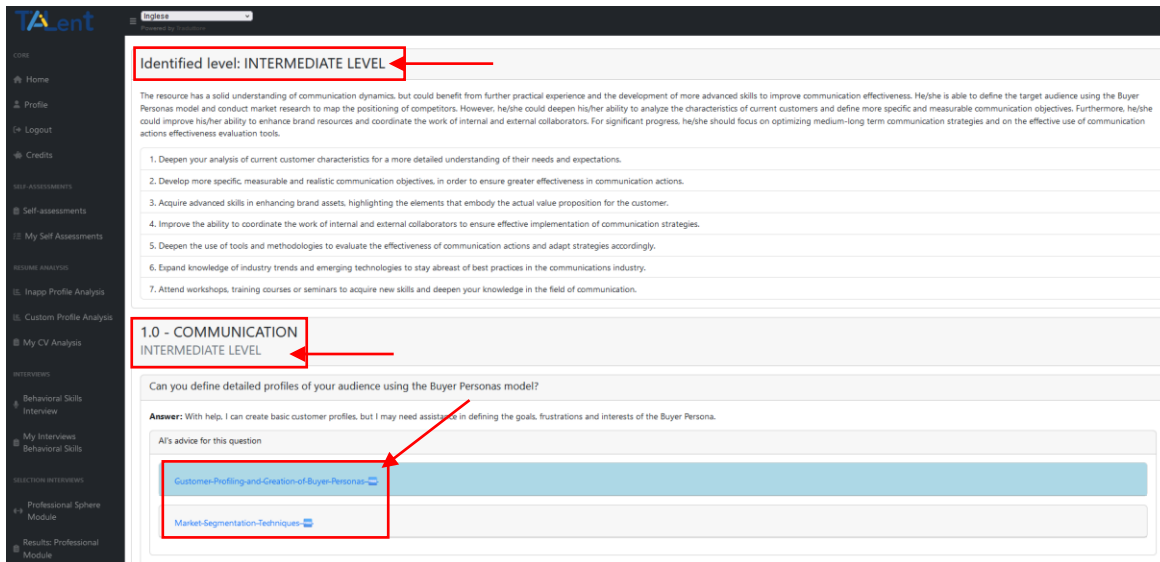 TALent
Inglese
Powered by Translate
CORE
Home
Profile
Logout
Credits
SELF-ASSESSMENTS
Self-assessments
My Self Assessments
RESUME ANALYSIS
Inapp Profile Analysis
Custom Profile Analysis
My CV Analysis
INTERVIEWS
Behavioral Skills
Interview
My Interviews
Behavioral Skills
SELECTION INTERVIEWS
Professional Sphere
Module
Results: Professional
Module
Identified level: INTERMEDIATE LEVEL
The resource has a solid understanding of communication dynamics, but could benefit from further practical experience and the development of more advanced skills to improve communication effectiveness. He/she is able to define the target audience using the Buyer
Personas model and conduct market research to map the positioning of competitors. However, he/she could deepen his/her ability to analyze the characteristics of current customers and define more specific and measurable communication objectives. Furthermore, he/she
could improve his/her ability to enhance brand resources and coordinate the work of internal and external collaborators. For significant progress, he/she should focus on optimizing medium-long term communication strategies and on the effective use of communication
actions effectiveness evaluation tools.
1. Deepen your analysis of current customer characteristics for a more detailed understanding of their needs and expectations.
2. Develop more specific, measurable and realistic communication objectives, in order to ensure greater effectiveness in communication actions.
3. Acquire advanced skills in enhancing brand assets, highlighting the elements that embody the actual value proposition for the customer.
4. Improve the ability to coordinate the work of internal and external collaborators to ensure effective implementation of communication strategies.
5. Deepen the use of tools and methodologies to evaluate the effectiveness of communication actions and adapt strategies accordingly.
6. Expand knowledge of industry trends and emerging technologies to stay abreast of best practices in the communications industry.
7. Attend workshops, training courses or seminars to acquire new skills and deepen your knowledge in the field of communication.
1.0 - COMMUNICATION
INTERMEDIATE LEVEL
Can you define detailed profiles of your audience using the Buyer Personas model?
Answer: With help, I can create basic customer profiles, but I may need assistance in defining the goals, frustrations and interests of the Buyer Persona.
AI's advice for this question
Customer-Profiling-and-Creation-of-Buyer-Personas-
Market-Segmentation-Techniques-